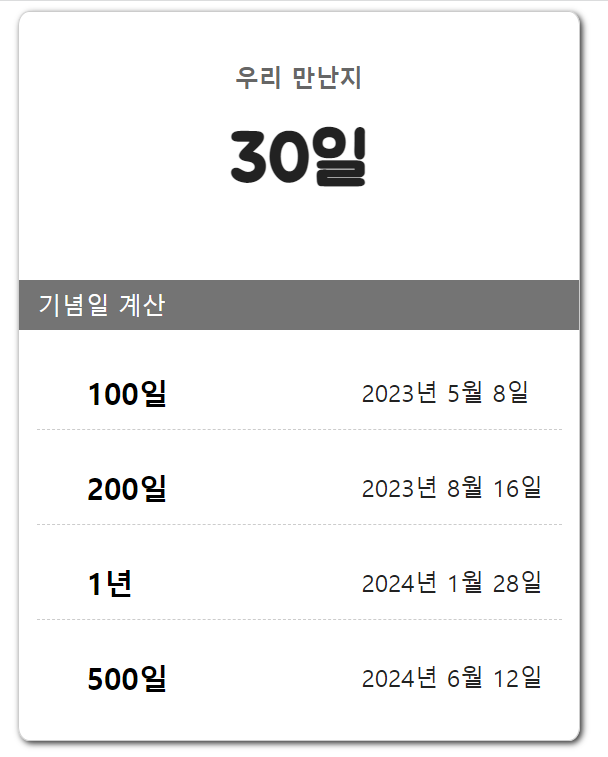 우리 만난지
30일
기념일 계산
100일 2023년 5월 8일
200일 2023년 8월 16일
1년 2024년 1월 28일
500일 2024년 6월 12일